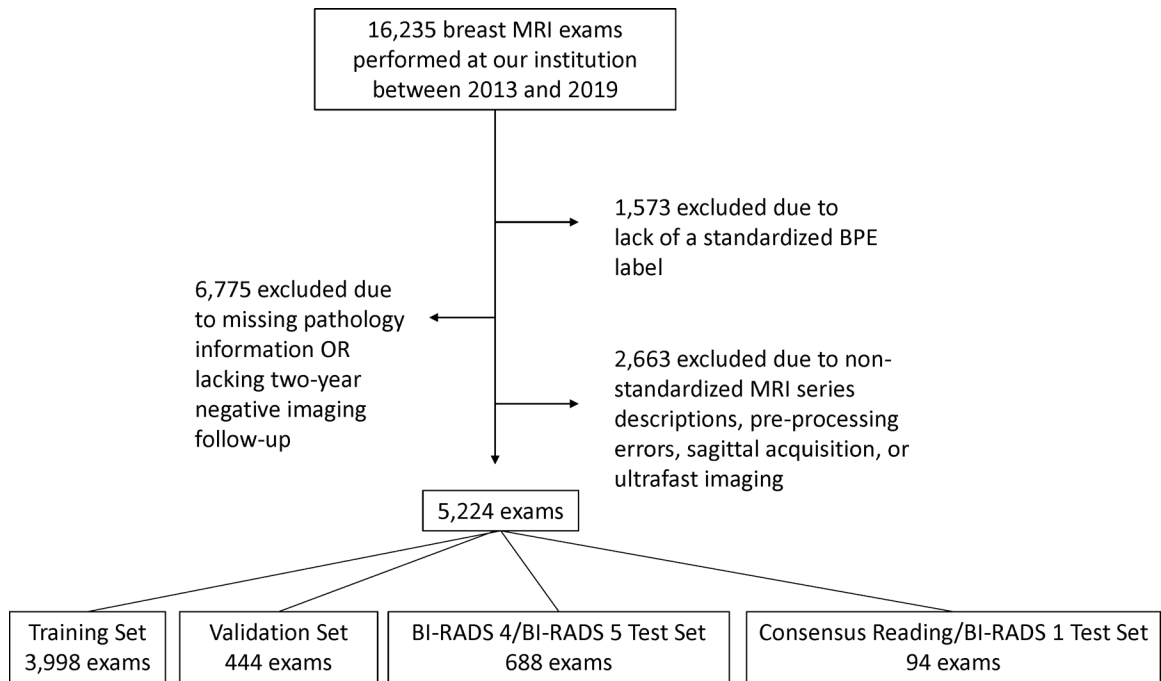 16,235 breast MRI exams
performed at our institution
between 2013 and 2019
1,573 excluded due to
lack of a standardized BPE
label
6,775 excluded due
to missing pathology
information OR
lacking two-year
negative imaging
follow-up
2,663 excluded due to non-
standardized MRI series
descriptions, pre-processing
errors, sagittal acquisition, or
ultrafast imaging
5,224 exams
Training Set
3,998 exams
Validation Set
444 exams
BI-RADS 4/BI-RADS 5 Test Set
688 exams
Consensus Reading/BI-RADS 1 Test Set
94 exams